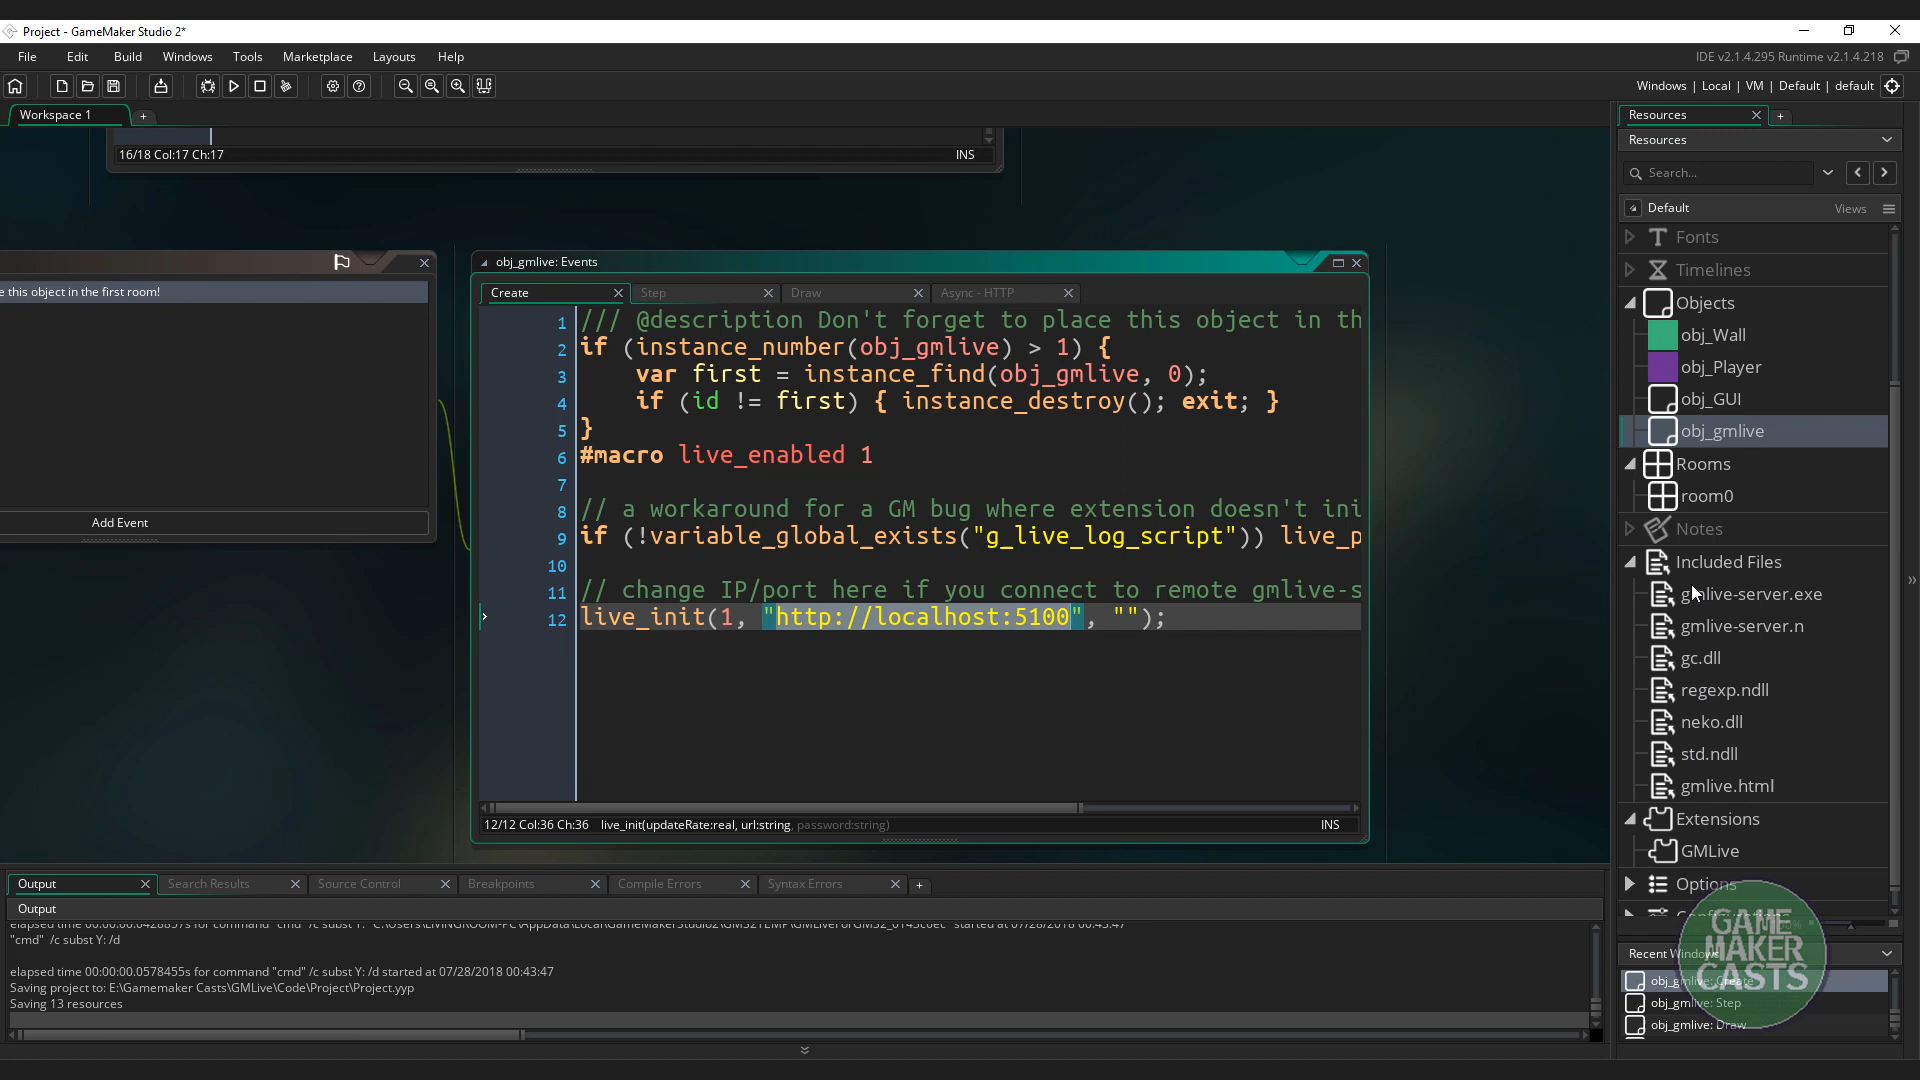 Project - GameMaker Studio 2*
File Edit Build Windows Tools Marketplace Layouts Help
IDE v2.1.4.295 Runtime v2.1.4.218
Windows | Local | VM | Default | default
Workspace 1
16/18 Col:17 Ch:17 INS
e this object in the first room!
Add Event
obj_gmlive: Events
Create Step Draw Async - HTTP
1 /// @description Don't forget to place this object in th
2 if (instance_number(obj_gmlive) > 1) {
3 var first = instance_find(obj_gmlive, 0);
4 if (id != first) { instance_destroy(); exit; }
5 }
6 #macro live_enabled 1
7
8 // a workaround for a GM bug where extension doesn't ini
9 if (!variable_global_exists("g_live_log_script")) live_p
10
11 // change IP/port here if you connect to remote gmlive-s
12 live_init(1, "http://localhost:5100", "");
12/12 Col:36 Ch:36 live_init(updateRate:real, url:string, password:string) INS
Resources
Resources
Search...
Default Views
Fonts
Timelines
Objects
obj_Wall
obj_Player
obj_GUI
obj_gmlive
Rooms
room0
Notes
Included Files
gmlive-server.exe
gmlive-server.n
gc.dll
regexp.ndll
neko.dll
std.ndll
gmlive.html
Extensions
GMLive
Options
Recent Windows
obj_gmlive: Create
obj_gmlive: Step
obj_gmlive: Draw
GAME
MAKER
CASTS
Output Search Results Source Control Breakpoints Compile Errors Syntax Errors
Output
"cmd" /c subst Y: /d
elapsed time 00:00:00.0578455s for command "cmd" /c subst Y: /d started at 07/28/2018 00:43:47
Saving project to: E:\Gamemaker Casts\GMLive\Code\Project\Project.yyp
Saving 13 resources